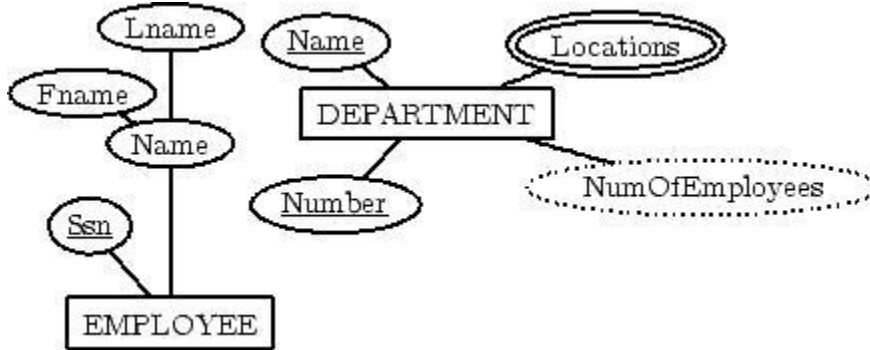 Lname
Fname
Name
Ssn
EMPLOYEE
Name
Locations
DEPARTMENT
Number
NumOfEmployees